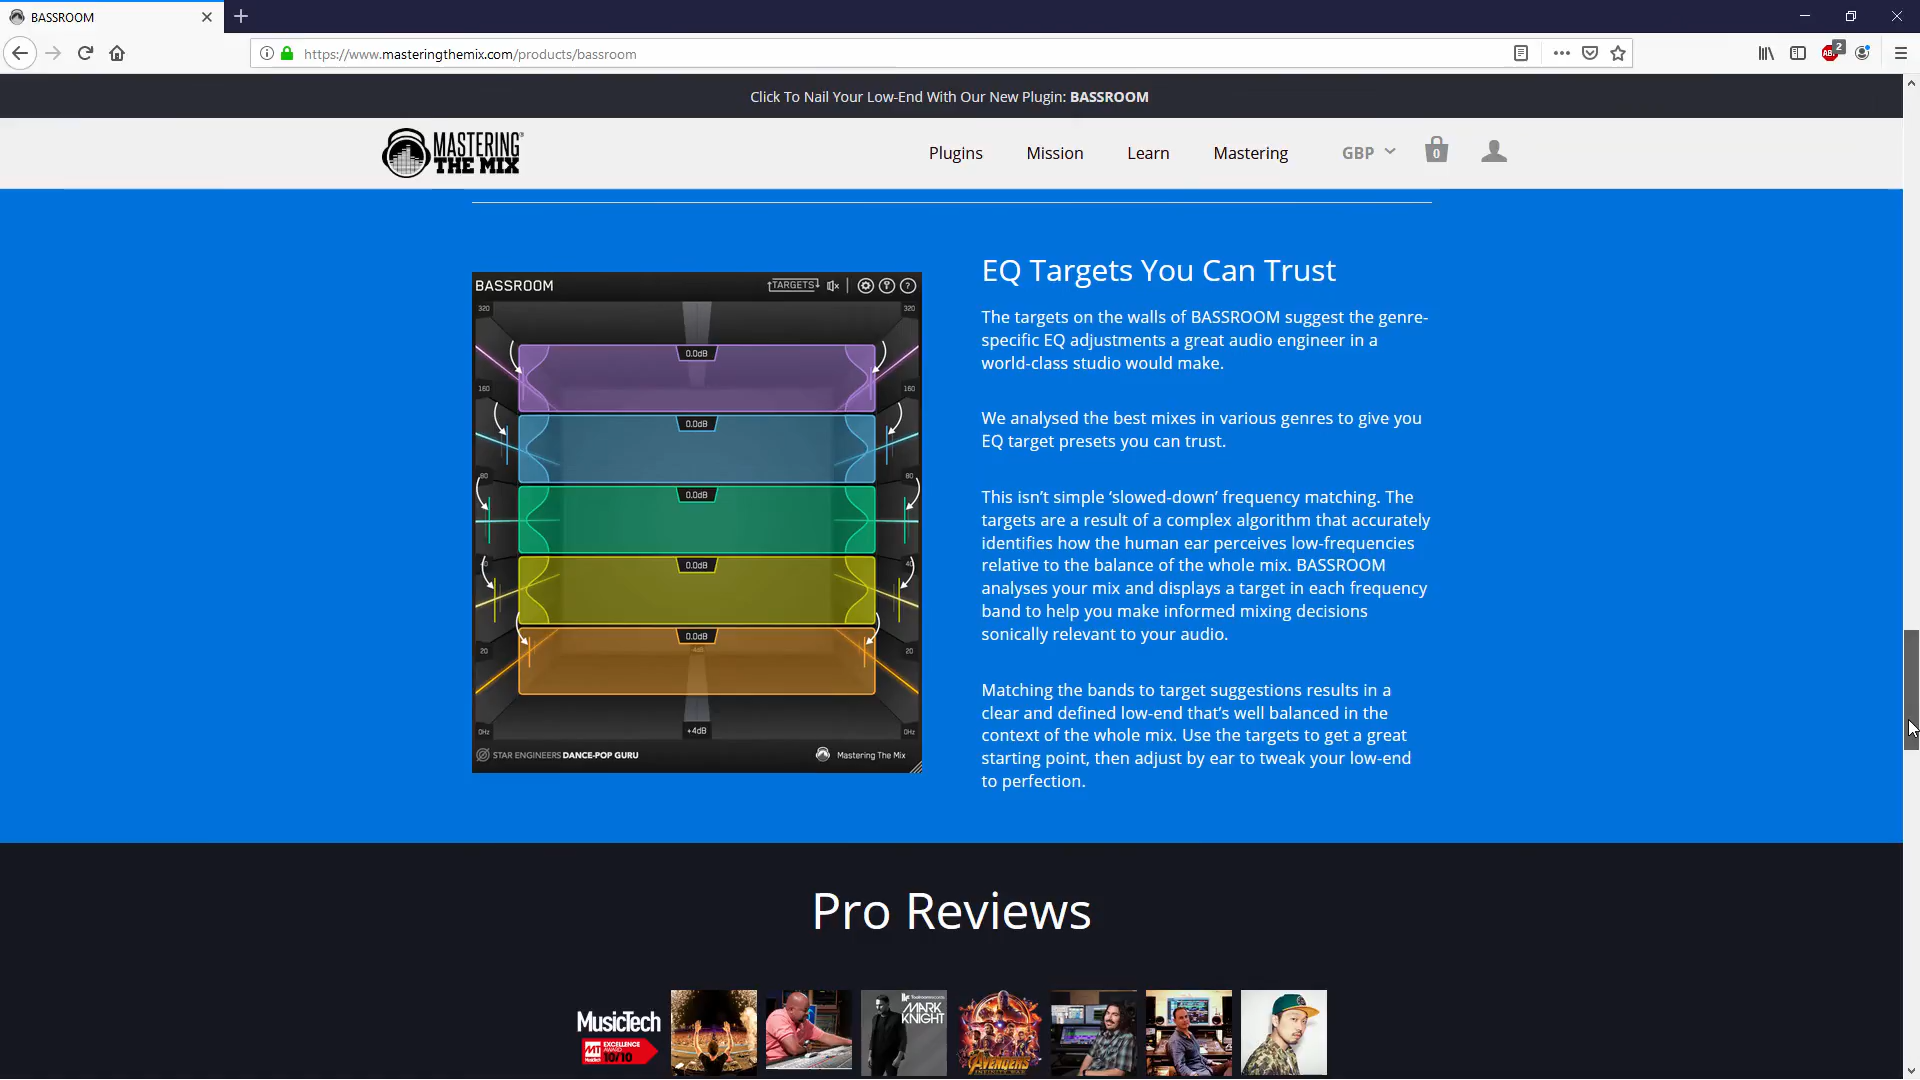 BASSROOM
https://www.masteringthemix.com/products/bassroom
2
Click To Nail Your Low-End With Our New Plugin: BASSROOM
MASTERING
THE MIX
Plugins
Mission
Learn
Mastering
GBP
0
BASSROOM
TARGETS
?
320
320
0.0dB
160
160
0.0dB
80
80
0.0dB
40
40
0.0dB
20
20
0.0dB
-4dB
0Hz
0Hz
+4dB
STAR ENGINEERS DANCE-POP GURU
Mastering The Mix
EQ Targets You Can Trust
The targets on the walls of BASSROOM suggest the genre-
specific EQ adjustments a great audio engineer in a
world-class studio would make.
We analysed the best mixes in various genres to give you
EQ target presets you can trust.
This isn’t simple ‘slowed-down’ frequency matching. The
targets are a result of a complex algorithm that accurately
identifies how the human ear perceives low-frequencies
relative to the balance of the whole mix. BASSROOM
analyses your mix and displays a target in each frequency
band to help you make informed mixing decisions
sonically relevant to your audio.
Matching the bands to target suggestions results in a
clear and defined low-end that’s well balanced in the
context of the whole mix. Use the targets to get a great
starting point, then adjust by ear to tweak your low-end
to perfection.
Pro Reviews
MusicTech
EXCELLENCE
AWARD
10/10
MARK
KNIGHT
AVENGERS
INFINITY WAR